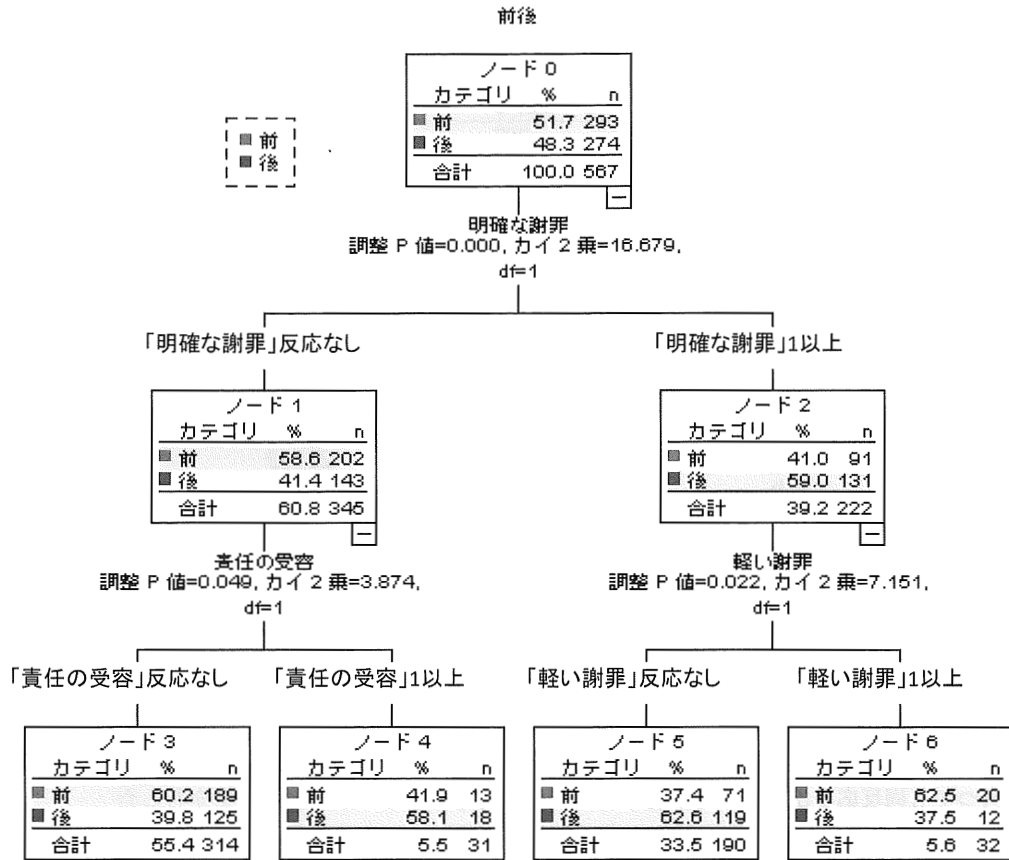 前後
ノード 0
カテゴリ % n
前 51.7 293
後 48.3 274
合計 100.0 567
前
後
明確な謝罪
調整 P 値=0.000, カイ 2 乗=16.679,
df=1
「明確な謝罪」反応なし
「明確な謝罪」1以上
ノード 1
カテゴリ % n
前 58.6 202
後 41.4 143
合計 60.8 345
ノード 2
カテゴリ % n
前 41.0 91
後 59.0 131
合計 39.2 222
責任の受容
調整 P 値=0.049, カイ 2 乗=3.874,
df=1
軽い謝罪
調整 P 値=0.022, カイ 2 乗=7.151,
df=1
「責任の受容」反応なし
「責任の受容」1以上
「軽い謝罪」反応なし
「軽い謝罪」1以上
ノード 3
カテゴリ % n
前 60.2 189
後 39.8 125
合計 55.4 314
ノード 4
カテゴリ % n
前 41.9 13
後 58.1 18
合計 5.5 31
ノード 5
カテゴリ % n
前 37.4 71
後 62.6 119
合計 33.5 190
ノード 6
カテゴリ % n
前 62.5 20
後 37.5 12
合計 5.6 32